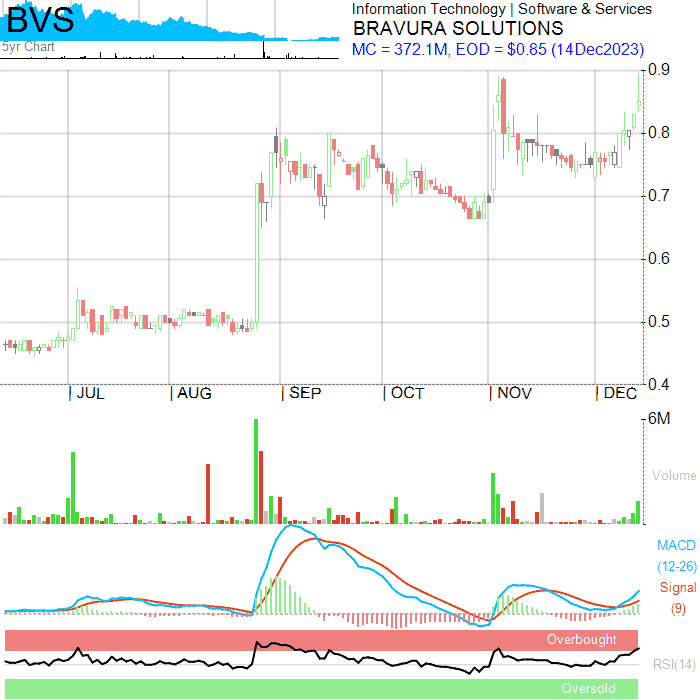 BVS
5yr Chart
Information Technology | Software & Services
BRAVURA SOLUTIONS
MC = 372.1M, EOD = $0.85 (14Dec2023)
0.9
0.8
0.7
0.6
0.5
0.4
| JUL | AUG | SEP | OCT | NOV | DEC
6M
Volume
MACD
(12-26)
Signal
(9)
Overbought
RSI(14)
Oversold